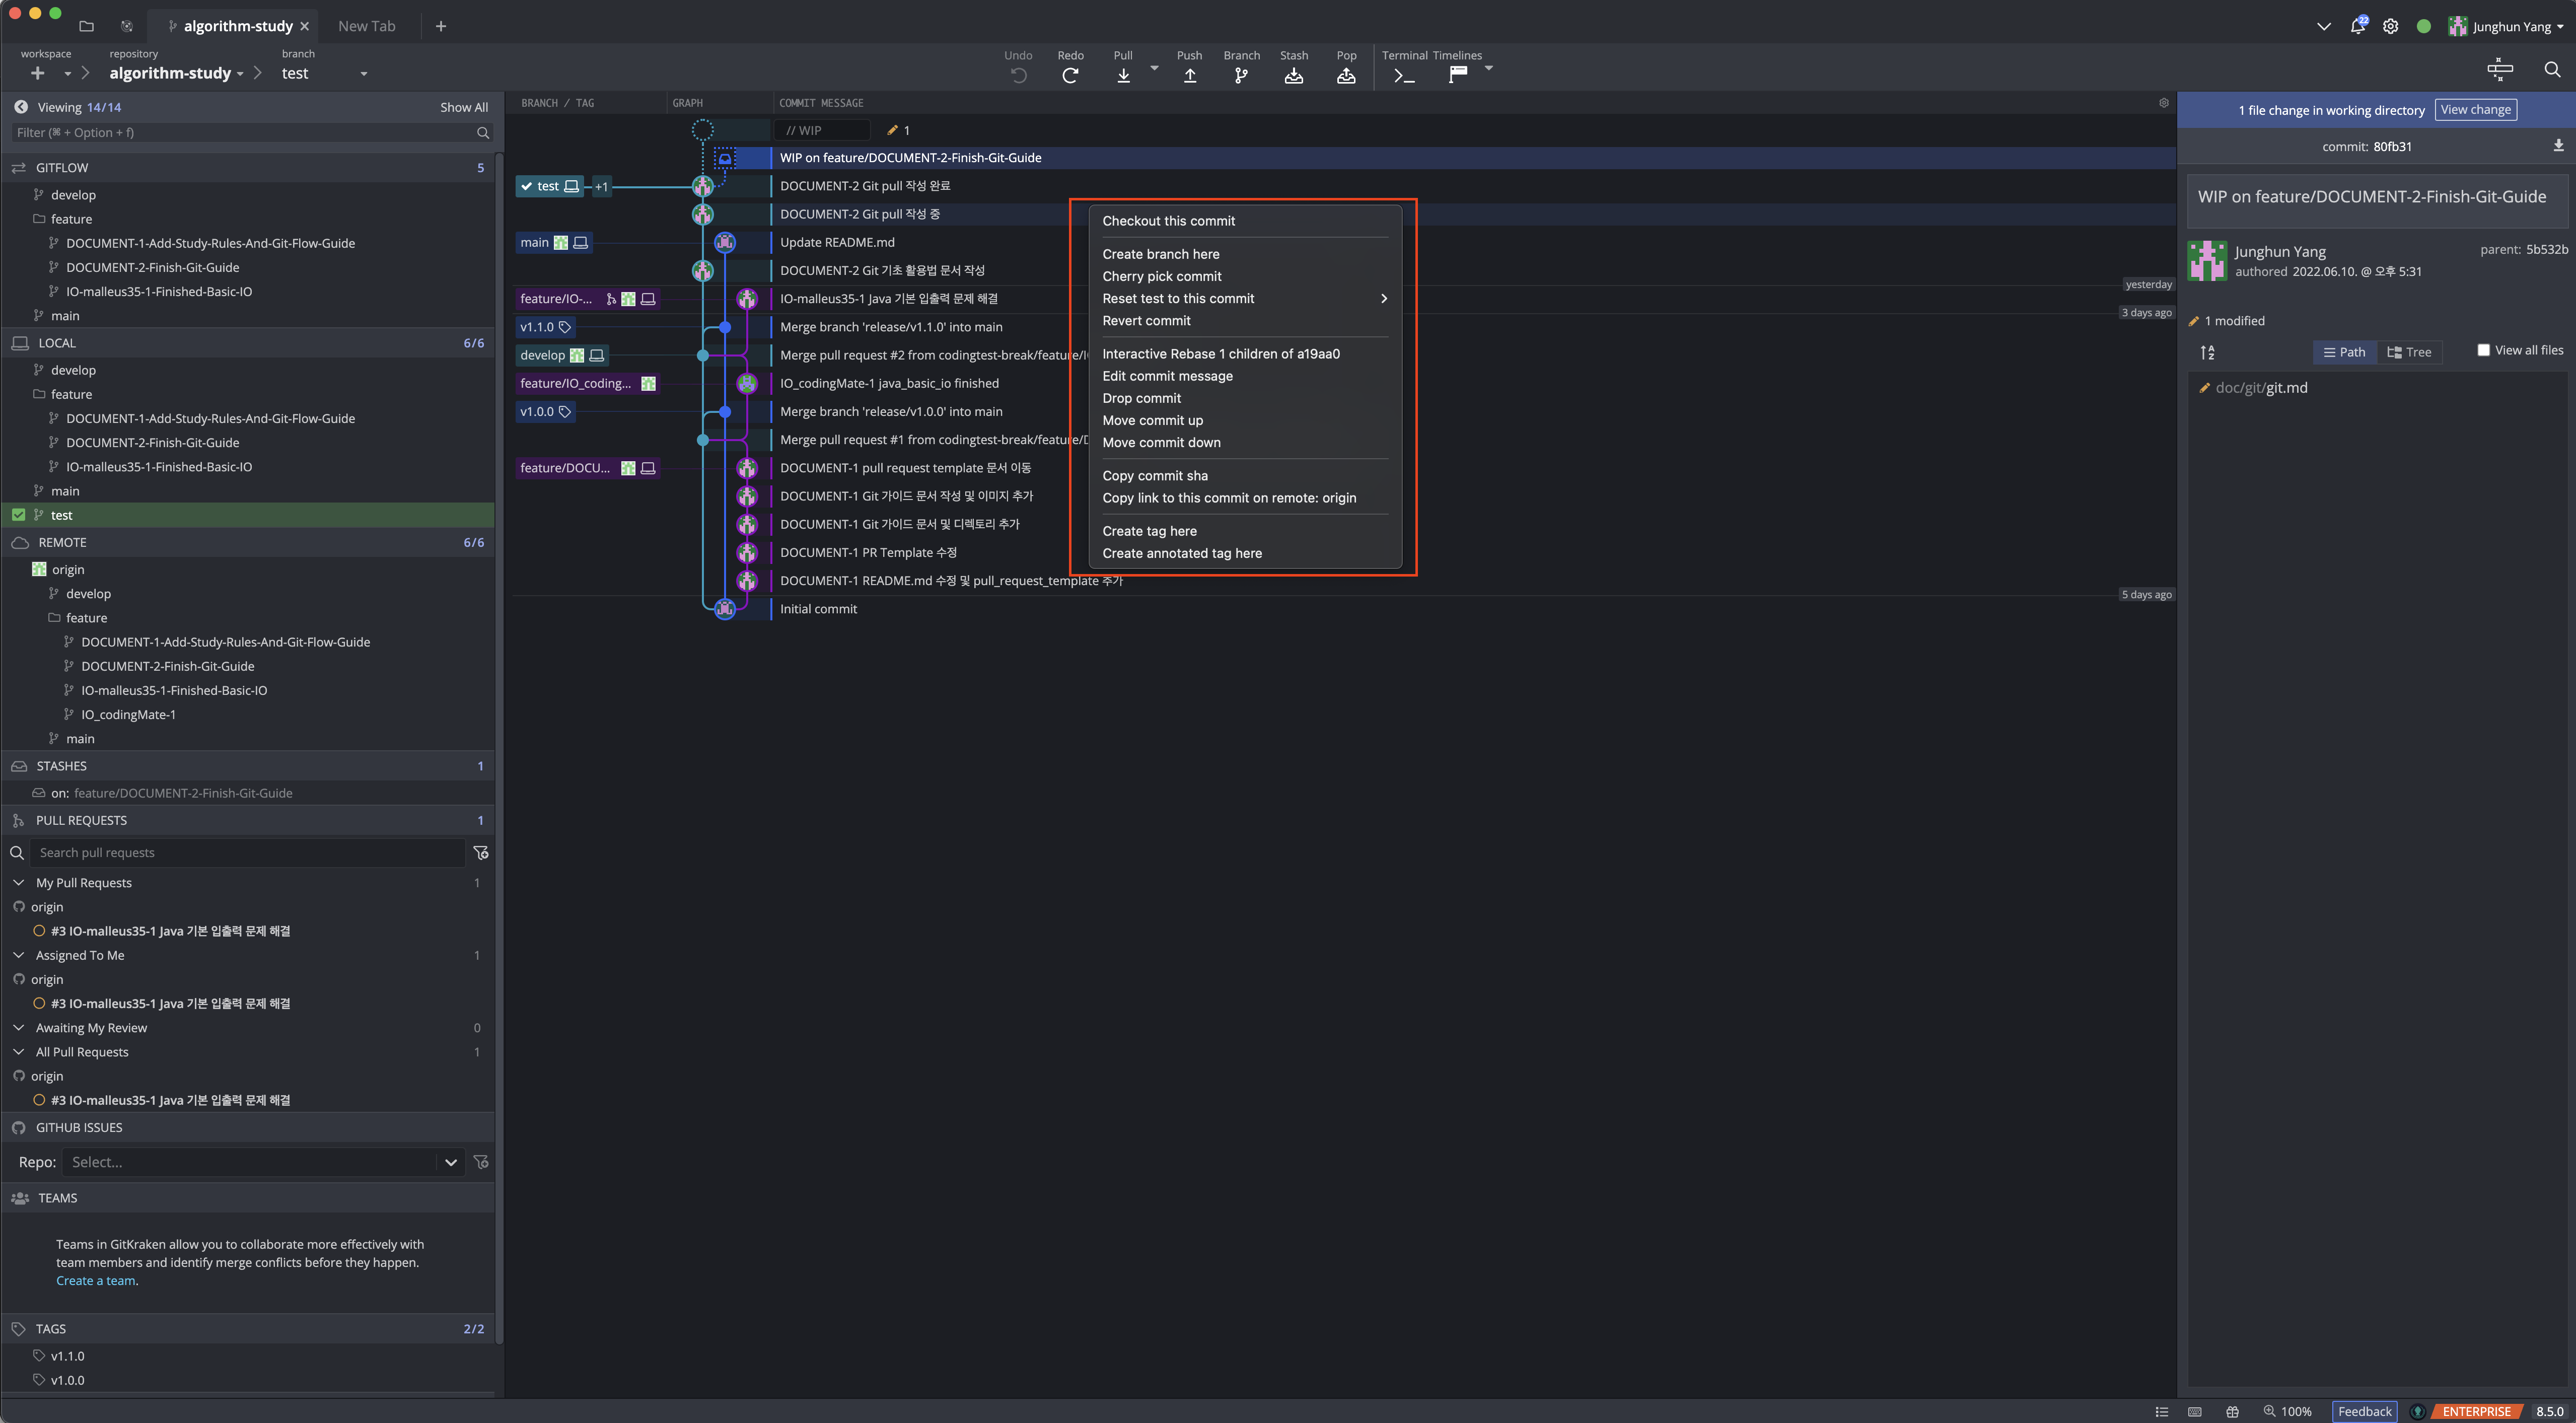 algorithm-study
New Tab
22
Junghun Yang
workspace
repository
branch
algorithm-study
test
Undo
Redo
Pull
Push
Branch
Stash
Pop
Terminal
Timelines
Viewing 14/14
Show All
Filter (⌘ + Option + f)
GITFLOW 5
develop
feature
DOCUMENT-1-Add-Study-Rules-And-Git-Flow-Guide
DOCUMENT-2-Finish-Git-Guide
IO-malleus35-1-Finished-Basic-IO
main
LOCAL 6/6
develop
feature
DOCUMENT-1-Add-Study-Rules-And-Git-Flow-Guide
DOCUMENT-2-Finish-Git-Guide
IO-malleus35-1-Finished-Basic-IO
main
test
REMOTE 6/6
origin
develop
feature
DOCUMENT-1-Add-Study-Rules-And-Git-Flow-Guide
DOCUMENT-2-Finish-Git-Guide
IO-malleus35-1-Finished-Basic-IO
IO_codingMate-1
main
STASHES 1
on: feature/DOCUMENT-2-Finish-Git-Guide
PULL REQUESTS 1
Search pull requests
My Pull Requests 1
origin
#3 IO-malleus35-1 Java 기본 입출력 문제 해결
Assigned To Me 1
origin
#3 IO-malleus35-1 Java 기본 입출력 문제 해결
Awaiting My Review 0
All Pull Requests 1
origin
#3 IO-malleus35-1 Java 기본 입출력 문제 해결
GITHUB ISSUES
Repo: Select...
TEAMS
Teams in GitKraken allow you to collaborate more effectively with
team members and identify merge conflicts before they happen.
Create a team.
TAGS 2/2
v1.1.0
v1.0.0
BRANCH / TAG
GRAPH
COMMIT MESSAGE
// WIP
1
WIP on feature/DOCUMENT-2-Finish-Git-Guide
test +1 DOCUMENT-2 Git pull 작성 완료
DOCUMENT-2 Git pull 작성 중
main Update README.md
DOCUMENT-2 Git 기초 활용법 문서 작성
yesterday
feature/IO-... IO-malleus35-1 Java 기본 입출력 문제 해결
3 days ago
v1.1.0 Merge branch 'release/v1.1.0' into main
develop Merge pull request #2 from codingtest-break/feature/I
feature/IO_coding... IO_codingMate-1 java_basic_io finished
v1.0.0 Merge branch 'release/v1.0.0' into main
Merge pull request #1 from codingtest-break/feature/D
feature/DOCU... DOCUMENT-1 pull request template 문서 이동
DOCUMENT-1 Git 가이드 문서 작성 및 이미지 추가
DOCUMENT-1 Git 가이드 문서 및 디렉토리 추가
DOCUMENT-1 PR Template 수정
DOCUMENT-1 README.md 수정 및 pull_request_template 추가
5 days ago
Initial commit
Checkout this commit
Create branch here
Cherry pick commit
Reset test to this commit
Revert commit
Interactive Rebase 1 children of a19aa0
Edit commit message
Drop commit
Move commit up
Move commit down
Copy commit sha
Copy link to this commit on remote: origin
Create tag here
Create annotated tag here
1 file change in working directory
View change
commit: 80fb31
WIP on feature/DOCUMENT-2-Finish-Git-Guide
Junghun Yang
parent: 5b532b
authored 2022.06.10. @ 오후 5:31
1 modified
Path
Tree
View all files
doc/git/git.md
100%
Feedback
ENTERPRISE
8.5.0